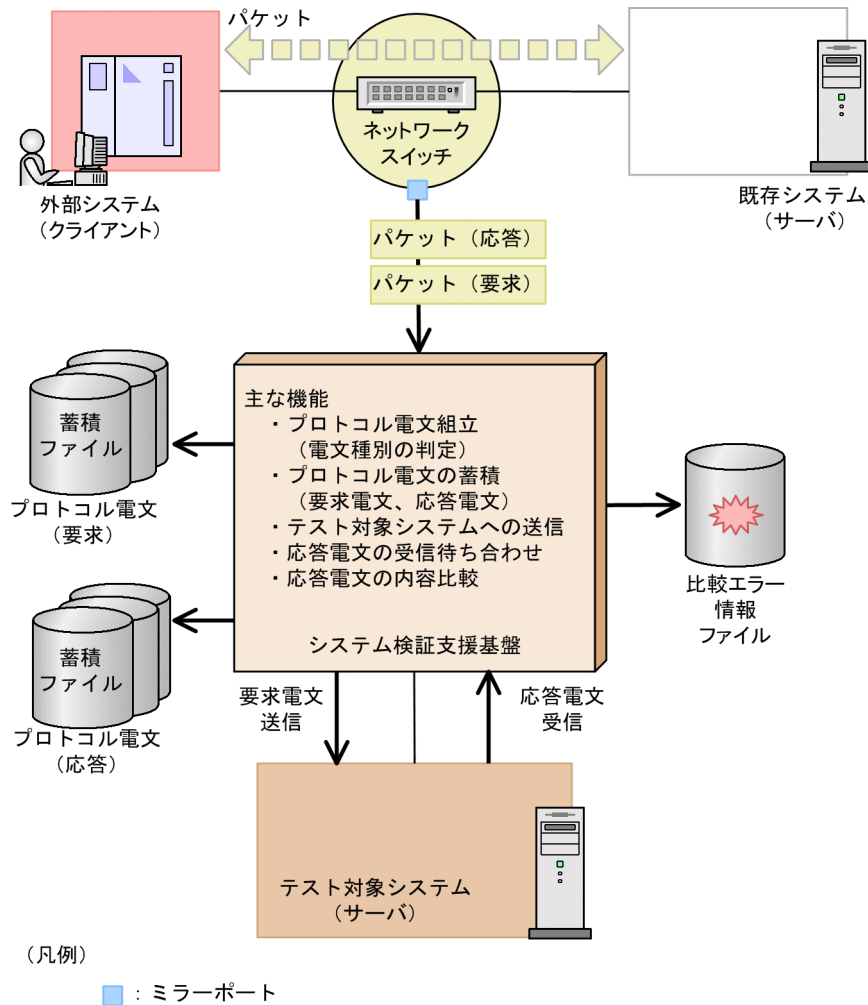 パケット
ネットワーク
スイッチ
外部システム
（クライアント）
既存システム
（サーバ）
パケット（応答）
パケット（要求）
主な機能
・プロトコル電文組立
（電文種別の判定）
・プロトコル電文の蓄積
（要求電文、応答電文）
・テスト対象システムへの送信
・応答電文の受信待ち合わせ
・応答電文の内容比較
システム検証支援基盤
蓄積
ファイル
プロトコル電文
（要求）
蓄積
ファイル
プロトコル電文
（応答）
比較エラー
情報
ファイル
要求電文
送信
応答電文
受信
テスト対象システム
（サーバ）
（凡例）
：ミラーポート